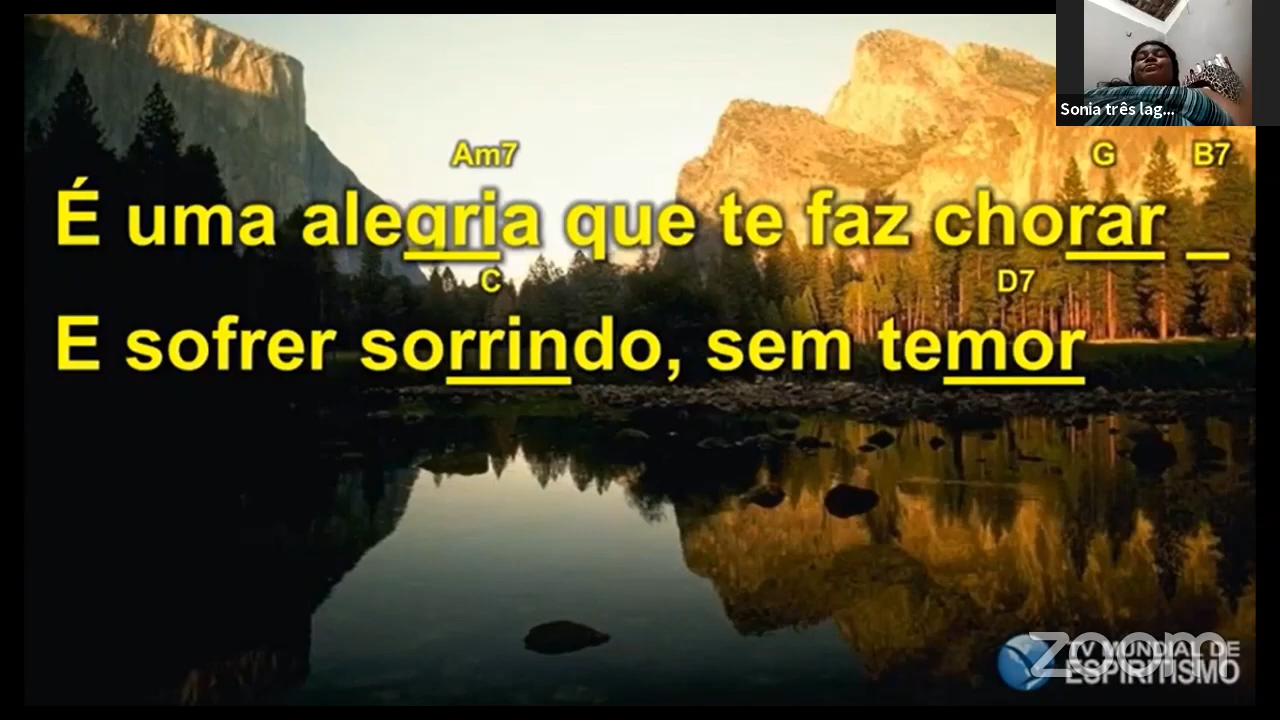 Sonia três lag...
Am7 G B7
É uma alegria que te faz chorar _
C D7
E sofrer sorrindo, sem temor
zoom
TV MUNDIAL DE
ESPIRITISMO